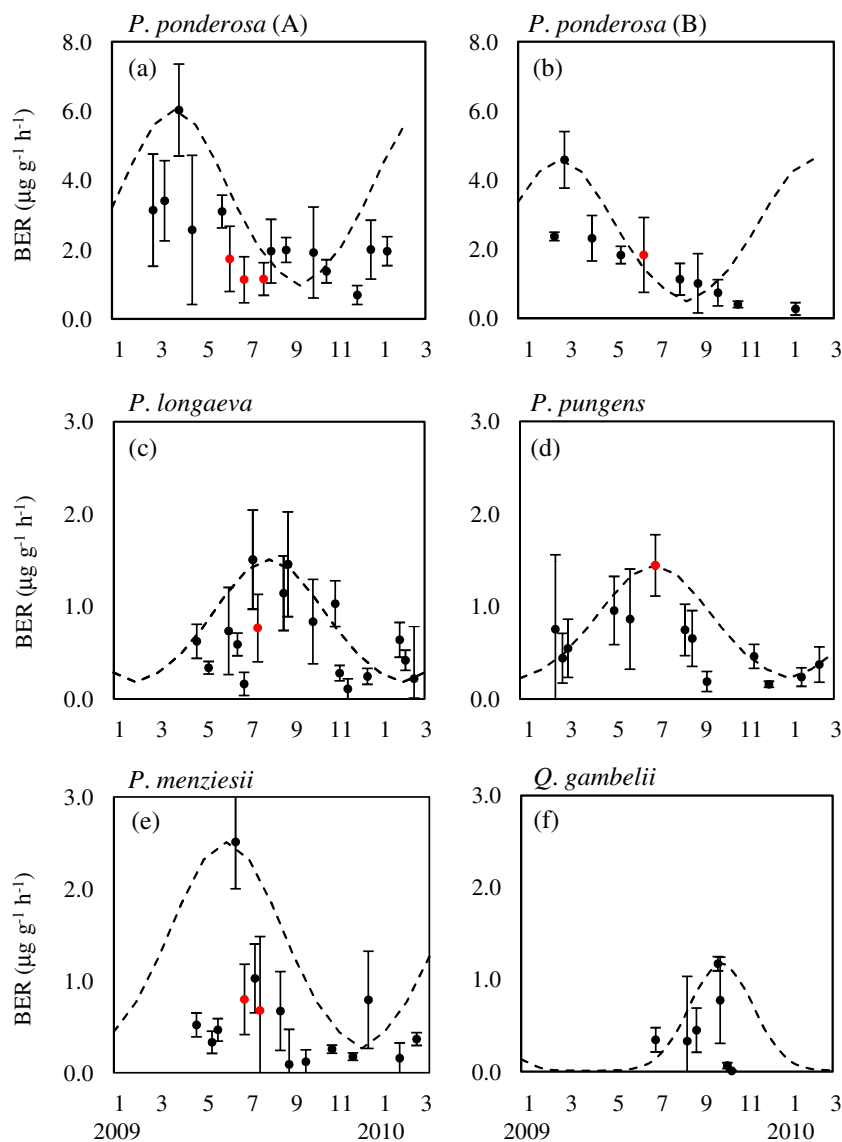 P. ponderosa (A)
P. ponderosa (B)
8.0
6.0
4.0
2.0
0.0
BER (µg g-1 h-1)
(a)
1 3 5 7 9 11 1 3
8.0
6.0
4.0
2.0
0.0
(b)
1 3 5 7 9 11 1 3
P. longaeva
P. pungens
3.0
2.0
1.0
0.0
BER (µg g-1 h-1)
(c)
1 3 5 7 9 11 1 3
3.0
2.0
1.0
0.0
(d)
1 3 5 7 9 11 1 3
P. menziesii
Q. gambelii
3.0
2.0
1.0
0.0
BER (µg g-1 h-1)
(e)
1 3 5 7 9 11 1 3
2009 2010
3.0
2.0
1.0
0.0
(f)
1 3 5 7 9 11 1 3
2009 2010